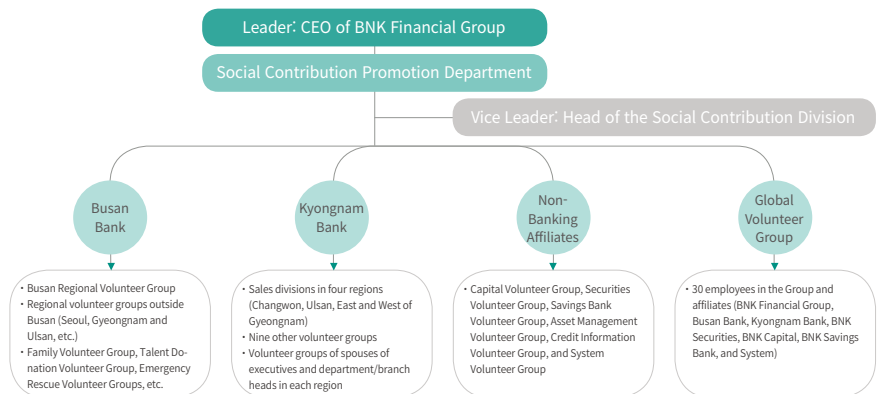 Leader: CEO of BNK Financial Group
Social Contribution Promotion Department
Vice Leader: Head of the Social Contribution Division
Busan
Bank
Kyongnam
Bank
Non-
Banking
Affiliates
Global
Volunteer
Group
・Busan Regional Volunteer Group
・Regional volunteer groups outside
Busan (Seoul, Gyeongnam and
Ulsan, etc.)
・Family Volunteer Group, Talent Do-
nation Volunteer Group, Emergency
Rescue Volunteer Groups, etc.
・Sales divisions in four regions
(Changwon, Ulsan, East and West of
Gyeongnam)
・Nine other volunteer groups
・Volunteer groups of spouses of
executives and department/branch
heads in each region
・Capital Volunteer Group, Securities
Volunteer Group, Savings Bank
Volunteer Group, Asset Management
Volunteer Group, Credit Information
Volunteer Group, and System
Volunteer Group
・30 employees in the Group and
affiliates (BNK Financial Group,
Busan Bank, Kyongnam Bank, BNK
Securities, BNK Capital, BNK Savings
Bank, and System)